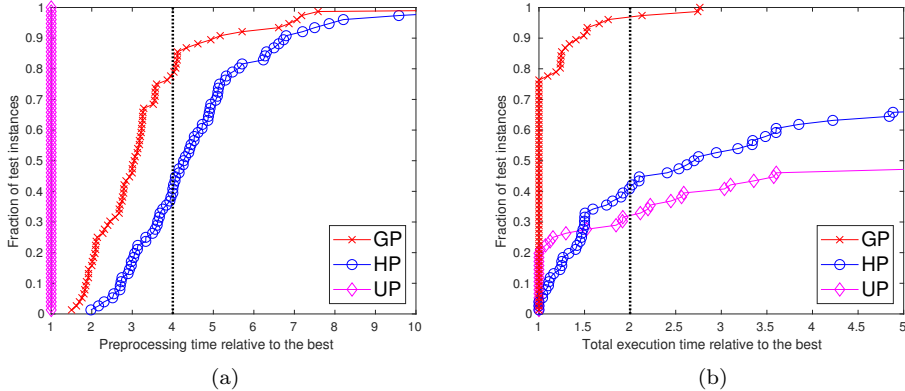 1
0.9
0.8
0.7
0.6
0.5
0.4
0.3
0.2
0.1
0
Fraction of test instances
1 2 3 4 5 6 7 8 9 10
Preprocessing time relative to the best
GP
HP
UP
(a)
1
0.9
0.8
0.7
0.6
0.5
0.4
0.3
0.2
0.1
0
Fraction of test instances
1 1.5 2 2.5 3 3.5 4 4.5 5
Total execution time relative to the best
GP
HP
UP
(b)